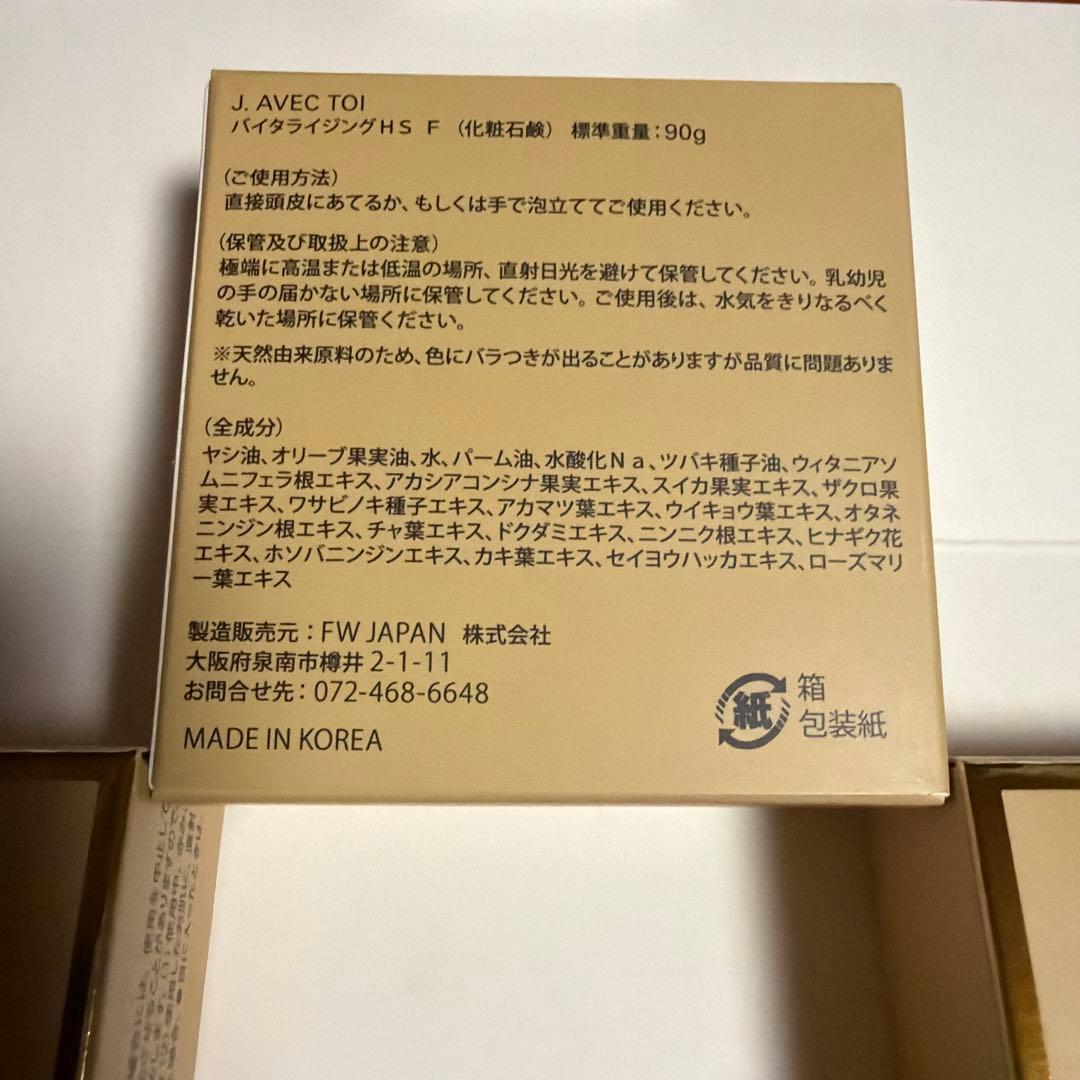 J. AVEC TOI
バイタライジングＨＳ　Ｆ （化粧石鹸） 標準重量：90g
（ご使用方法）
直接頭皮にあてるか、もしくは手で泡立ててご使用ください。
（保管及び取扱上の注意）
極端に高温または低温の場所、直射日光を避けて保管してください。乳幼児
の手の届かない場所に保管してください。ご使用後は、水気をきりなるべく
乾いた場所に保管ください。
※天然由来原料のため、色にバラつきが出ることがありますが品質に問題ありま
せん。
（全成分）
ヤシ油、オリーブ果実油、水、パーム油、水酸化Ｎａ、ツバキ種子油、ウィタニアソ
ムニフェラ根エキス、アカシアコンシナ果実エキス、スイカ果実エキス、ザクロ果
実エキス、ワサビノキ種子エキス、アカマツ葉エキス、ウイキョウ葉エキス、オタネ
ニンジン根エキス、チャ葉エキス、ドクダミエキス、ニンニク根エキス、ヒナギク花
エキス、ホソバニンジンエキス、カキ葉エキス、セイヨウハッカエキス、ローズマリ
ー葉エキス
製造販売元：FW JAPAN 株式会社
大阪府泉南市樽井 2-1-11
お問合せ先：072-468-6648
MADE IN KOREA
紙
箱
包装紙